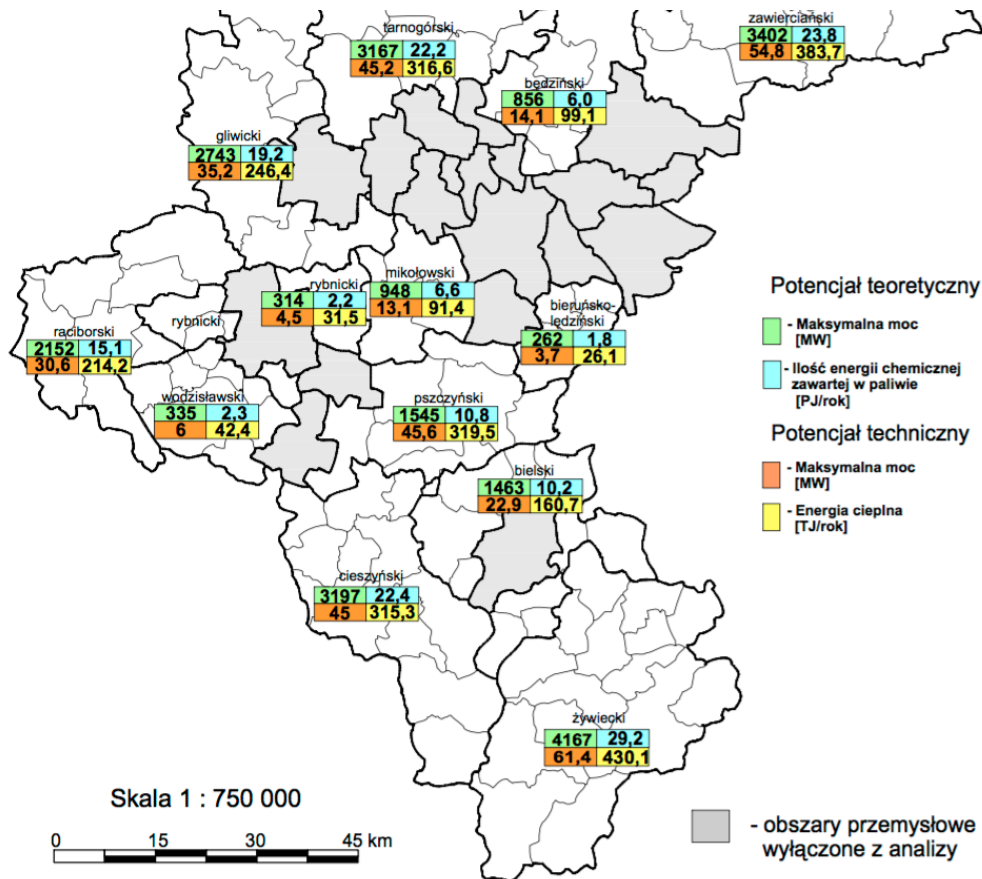 zawierciański
3402 23,8
54,8 383,7
tarnogórski
3167 22,2
45,2 316,6
będziński
856 6,0
14,1 99,1
gliwicki
2743 19,2
35,2 246,4
mikołowski
948 6,6
13,1 91,4
rybnicki
314 2,2
4,5 31,5
bieruńsko-
lędziński
262 1,8
3,7 26,1
rybnicki
raciborski
2152 15,1
30,6 214,2
wodzisławski
335 2,3
6 42,4
pszczyński
1545 10,8
45,6 319,5
bielski
1463 10,2
22,9 160,7
cieszyński
3197 22,4
45 315,3
żywiecki
4167 29,2
61,4 430,1
Potencjał teoretyczny
- Maksymalna moc
[MW]
- Ilość energii chemicznej
zawartej w paliwie
[PJ/rok]
Potencjał techniczny
- Maksymalna moc
[MW]
- Energia cieplna
[TJ/rok]
Skala 1 : 750 000
0 15 30 45 km
- obszary przemysłowe
wyłączone z analizy